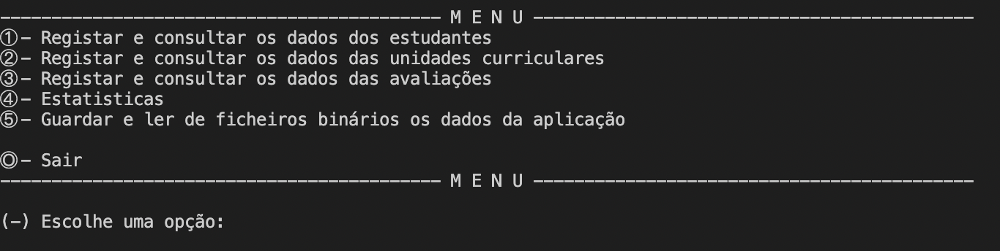 ------------------------------------------- M E N U -------------------------------------------
①- Registar e consultar os dados dos estudantes
②- Registar e consultar os dados das unidades curriculares
③- Registar e consultar os dados das avaliações
④- Estatisticas
⑤- Guardar e ler de ficheiros binários os dados da aplicação
◎- Sair
------------------------------------------- M E N U -------------------------------------------
(-) Escolhe uma opção: